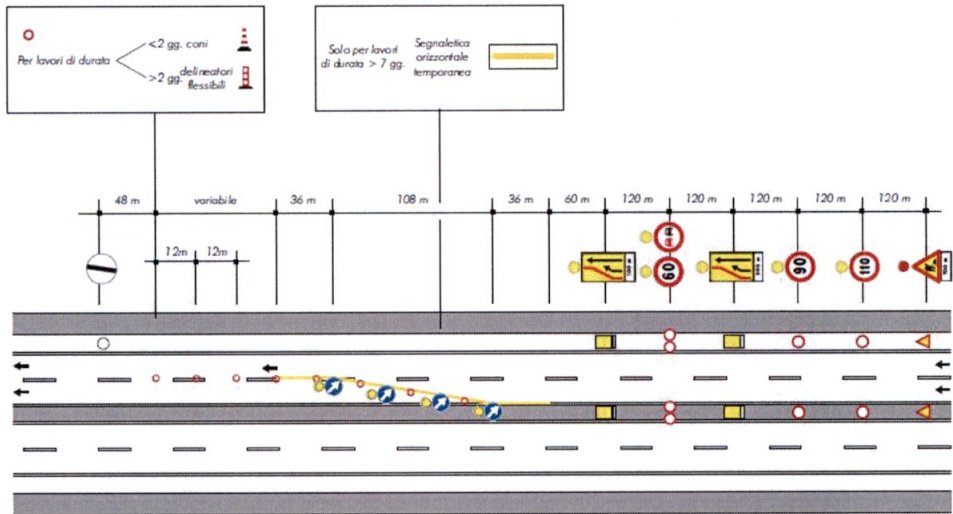 Per lavori di durata
<2 gg. coni
>2 gg. delineatori
flessibili
Solo per lavori
di durata > 7 gg.
Segnaletica
orizzontale
temporanea
48 m
variabile
36 m
108 m
36 m
60 m
120 m
120 m
120 m
120 m
120 m
12m
12m
60
90
110